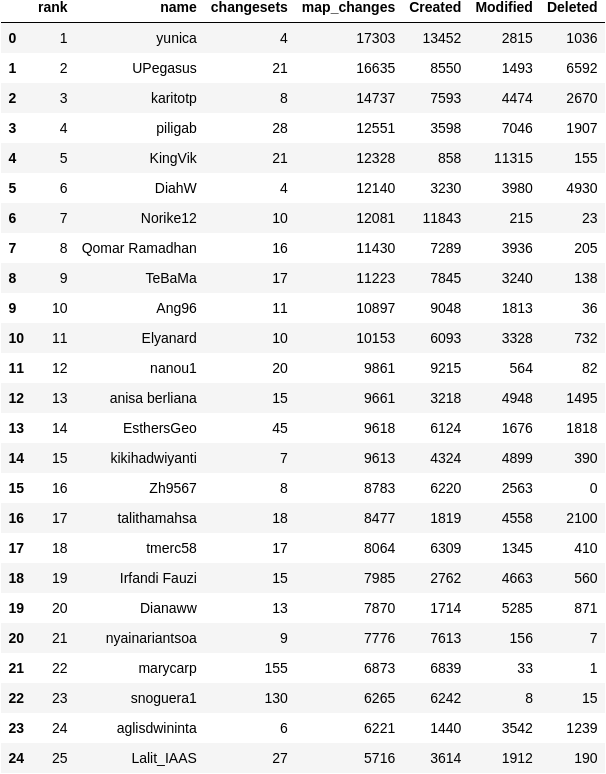 rank name changesets map_changes Created Modified Deleted
0 1 yunica 4 17303 13452 2815 1036
1 2 UPegasus 21 16635 8550 1493 6592
2 3 karitotp 8 14737 7593 4474 2670
3 4 piligab 28 12551 3598 7046 1907
4 5 KingVik 21 12328 858 11315 155
5 6 DiahW 4 12140 3230 3980 4930
6 7 Norike12 10 12081 11843 215 23
7 8 Qomar Ramadhan 16 11430 7289 3936 205
8 9 TeBaMa 17 11223 7845 3240 138
9 10 Ang96 11 10897 9048 1813 36
10 11 Elyanard 10 10153 6093 3328 732
11 12 nanou1 20 9861 9215 564 82
12 13 anisa berliana 15 9661 3218 4948 1495
13 14 EsthersGeo 45 9618 6124 1676 1818
14 15 kikihadwiyanti 7 9613 4324 4899 390
15 16 Zh9567 8 8783 6220 2563 0
16 17 talithamahsa 18 8477 1819 4558 2100
17 18 tmerc58 17 8064 6309 1345 410
18 19 Irfandi Fauzi 15 7985 2762 4663 560
19 20 Dianaww 13 7870 1714 5285 871
20 21 nyainariantsoa 9 7776 7613 156 7
21 22 marycarp 155 6873 6839 33 1
22 23 snoguera1 130 6265 6242 8 15
23 24 aglisdwininta 6 6221 1440 3542 1239
24 25 Lalit_IAAS 27 5716 3614 1912 190